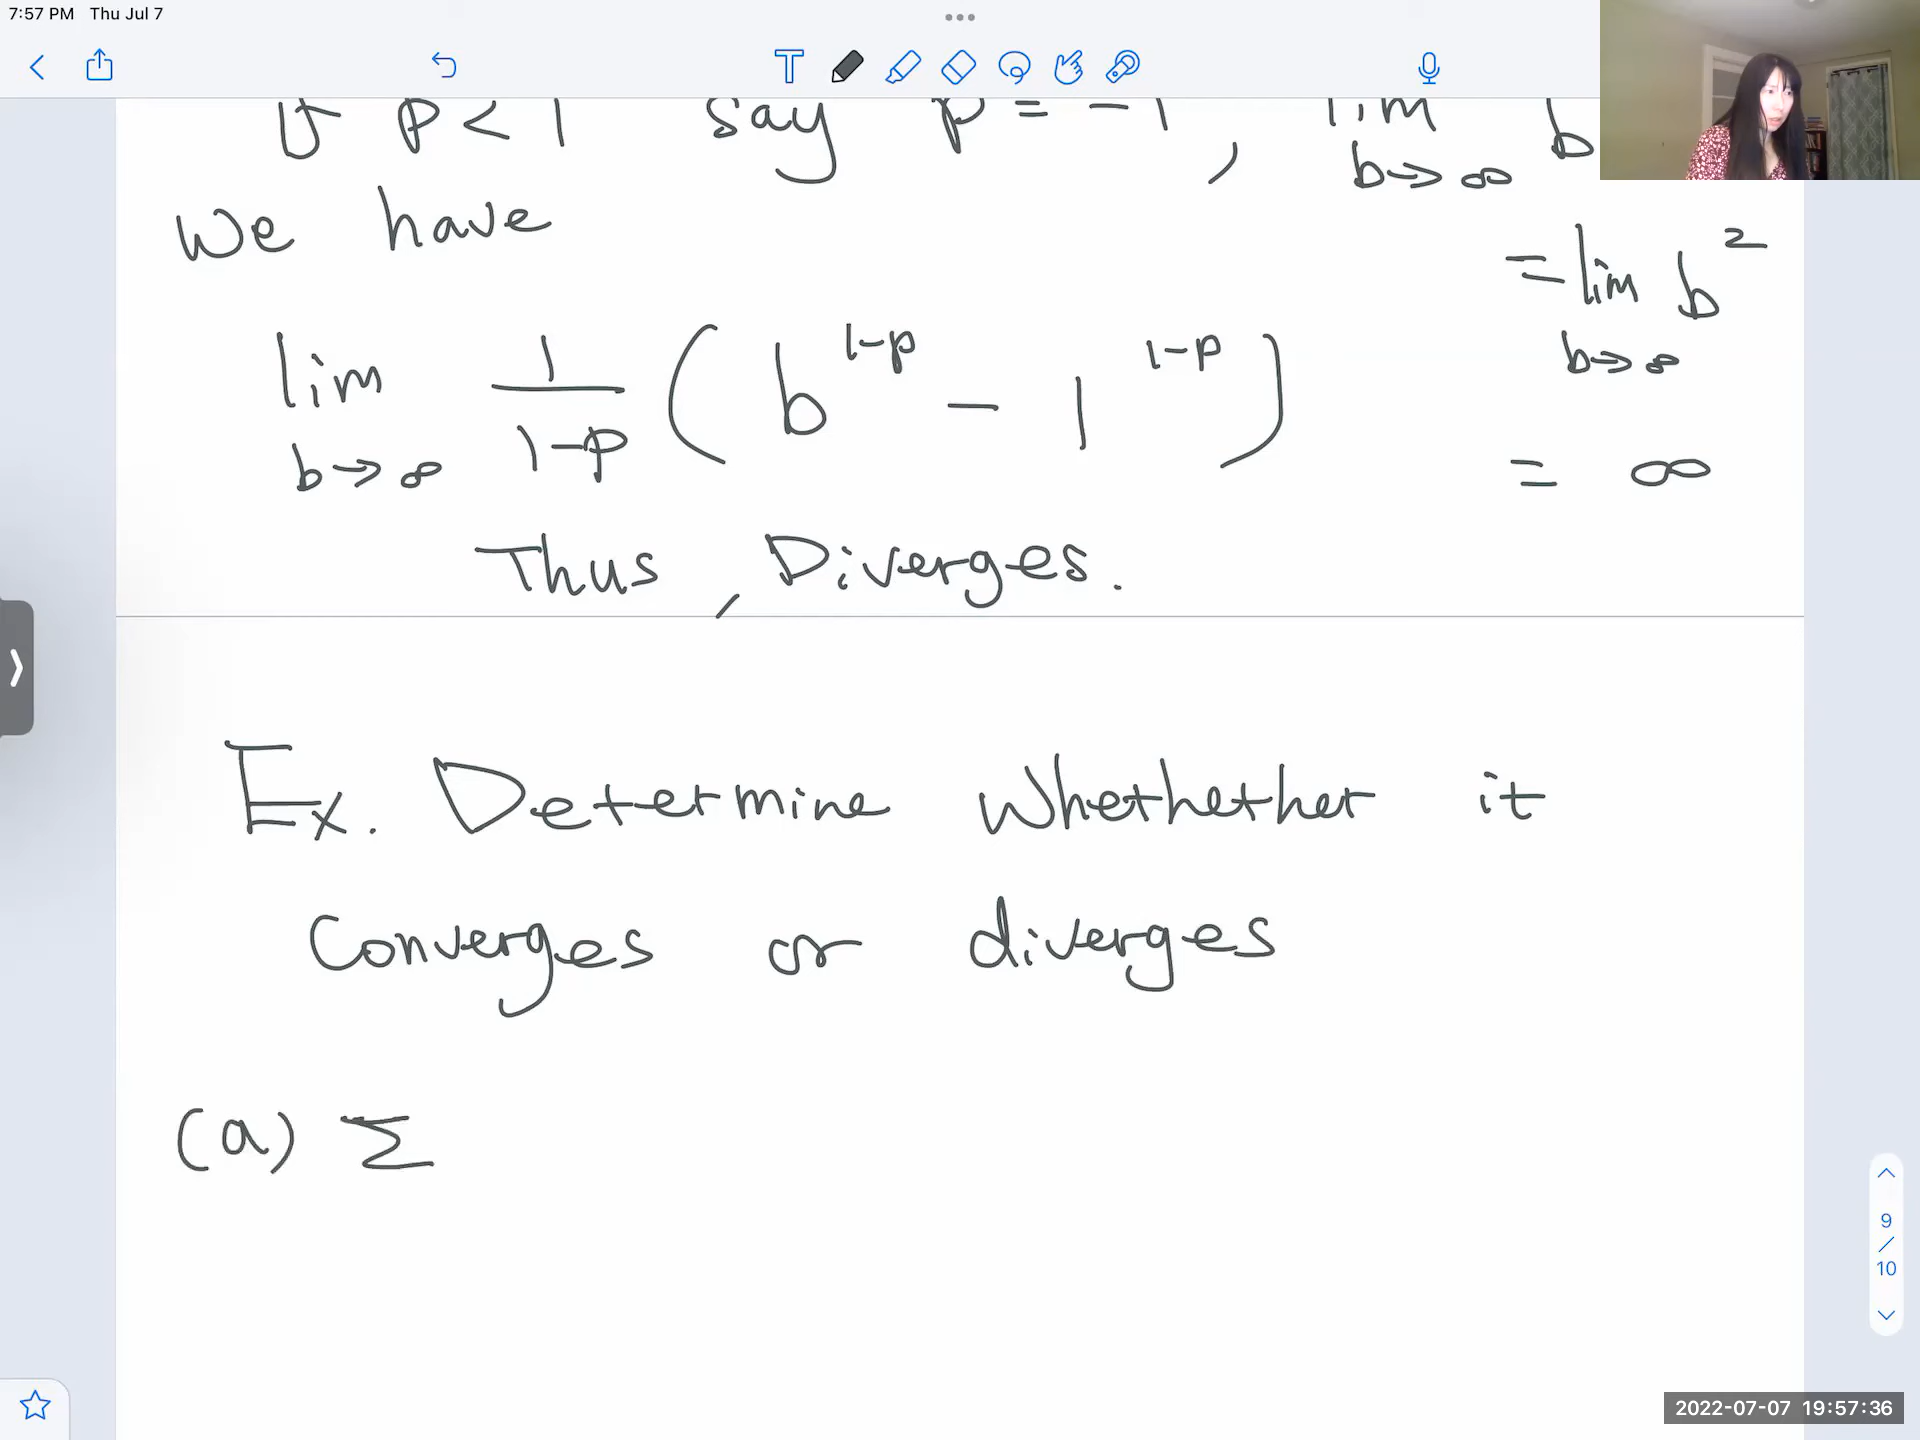 7:57 PM Thu Jul 7
If p < 1 say p = -1, lim b
b→∞
We have
= lim b^2
b→∞
lim 1/(1-p) ( b^(1-p) - 1^(1-p) )
b→∞
= ∞
Thus, Diverges.
Ex. Determine whethether it
Converges or diverges
(a) Σ
9
/
10
2022-07-07 19:57:36